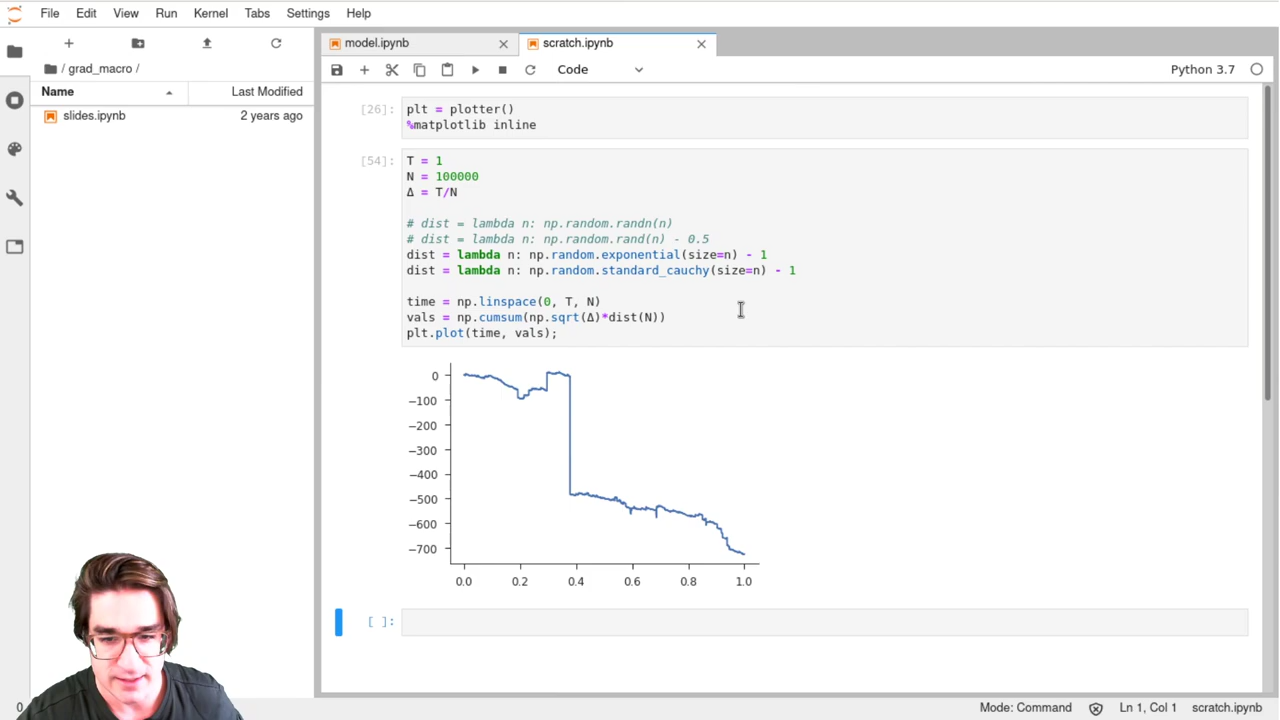 File Edit View Run Kernel Tabs Settings Help
model.ipynb
scratch.ipynb
/ grad_macro /
Code
Python 3.7
Name
Last Modified
slides.ipynb
2 years ago
[26]:
plt = plotter()
%matplotlib inline
[54]:
T = 1
N = 100000
Δ = T/N
# dist = lambda n: np.random.randn(n)
# dist = lambda n: np.random.rand(n) - 0.5
dist = lambda n: np.random.exponential(size=n) - 1
dist = lambda n: np.random.standard_cauchy(size=n) - 1
time = np.linspace(0, T, N)
vals = np.cumsum(np.sqrt(Δ)*dist(N))
plt.plot(time, vals);
0
−100
−200
−300
−400
−500
−600
−700
0.0 0.2 0.4 0.6 0.8 1.0
[ ]:
0
Mode: Command
Ln 1, Col 1
scratch.ipynb